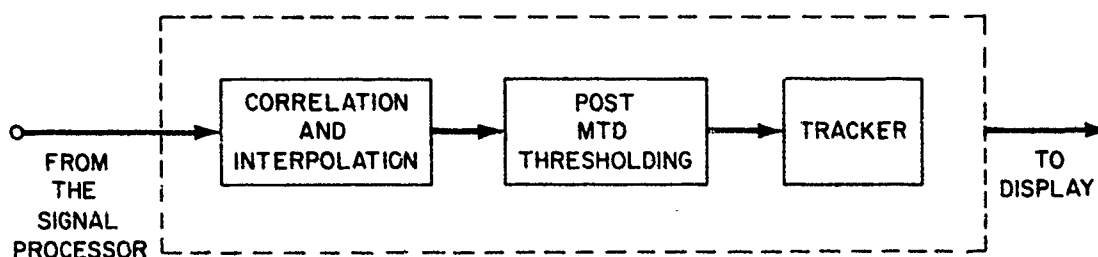 FROM
THE
SIGNAL
PROCESSOR
CORRELATION
AND
INTERPOLATION
POST
MTD
THRESHOLDING
TRACKER
TO
DISPLAY